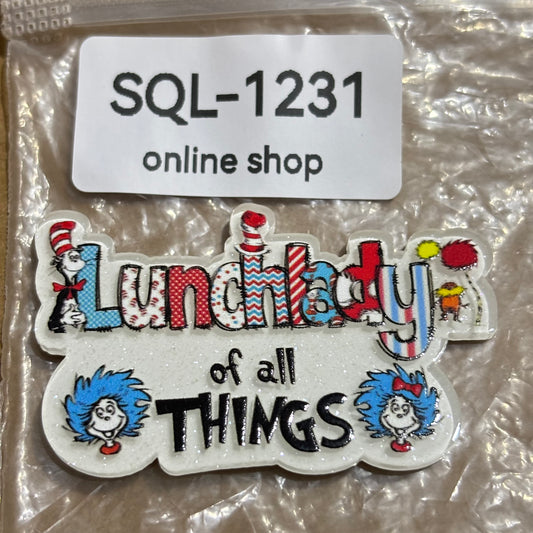 SQL-1231
online shop
Lunchlady
of all
THINGS